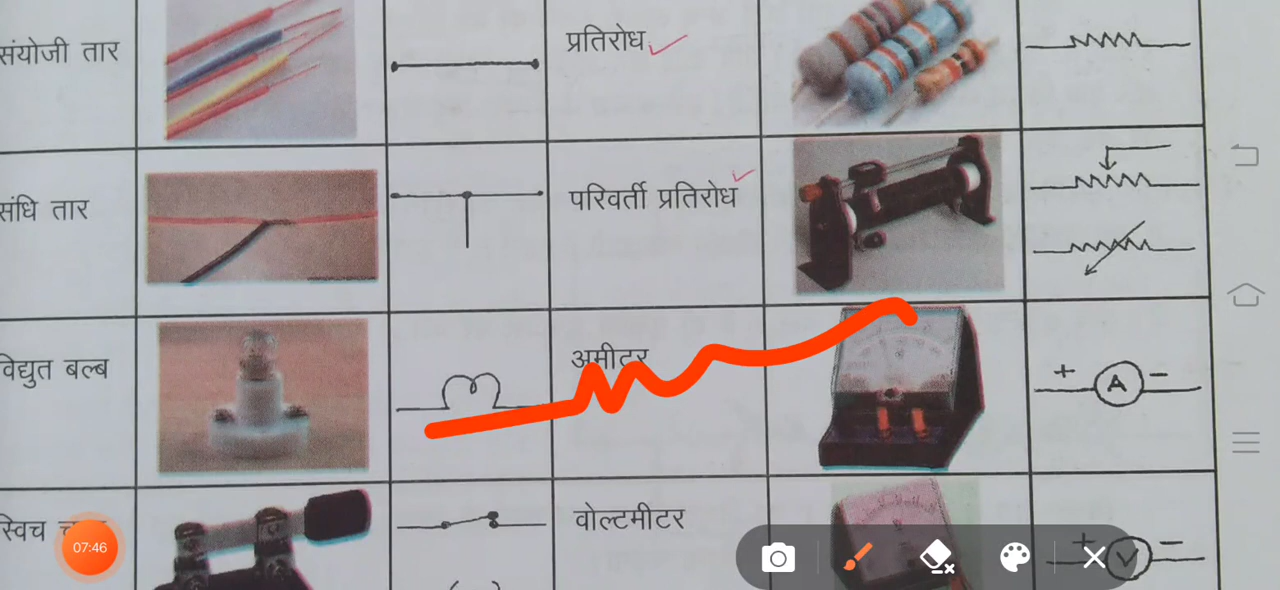 संयोजी तार
प्रतिरोध
संधि तार
परिवर्ती प्रतिरोध
विद्युत बल्ब
अमीटर
+ A -
स्विच
वोल्टमीटर
+ V -
07:46